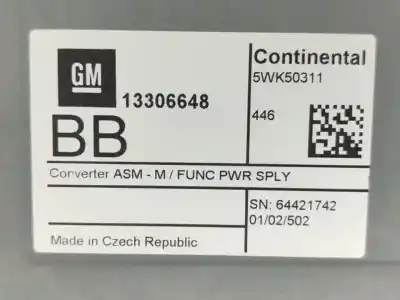 GM
13306648
BB
Continental
5WK50311
446
Converter ASM - M / FUNC PWR SPLY
SN: 64421742
01/02/502
Made in Czech Republic